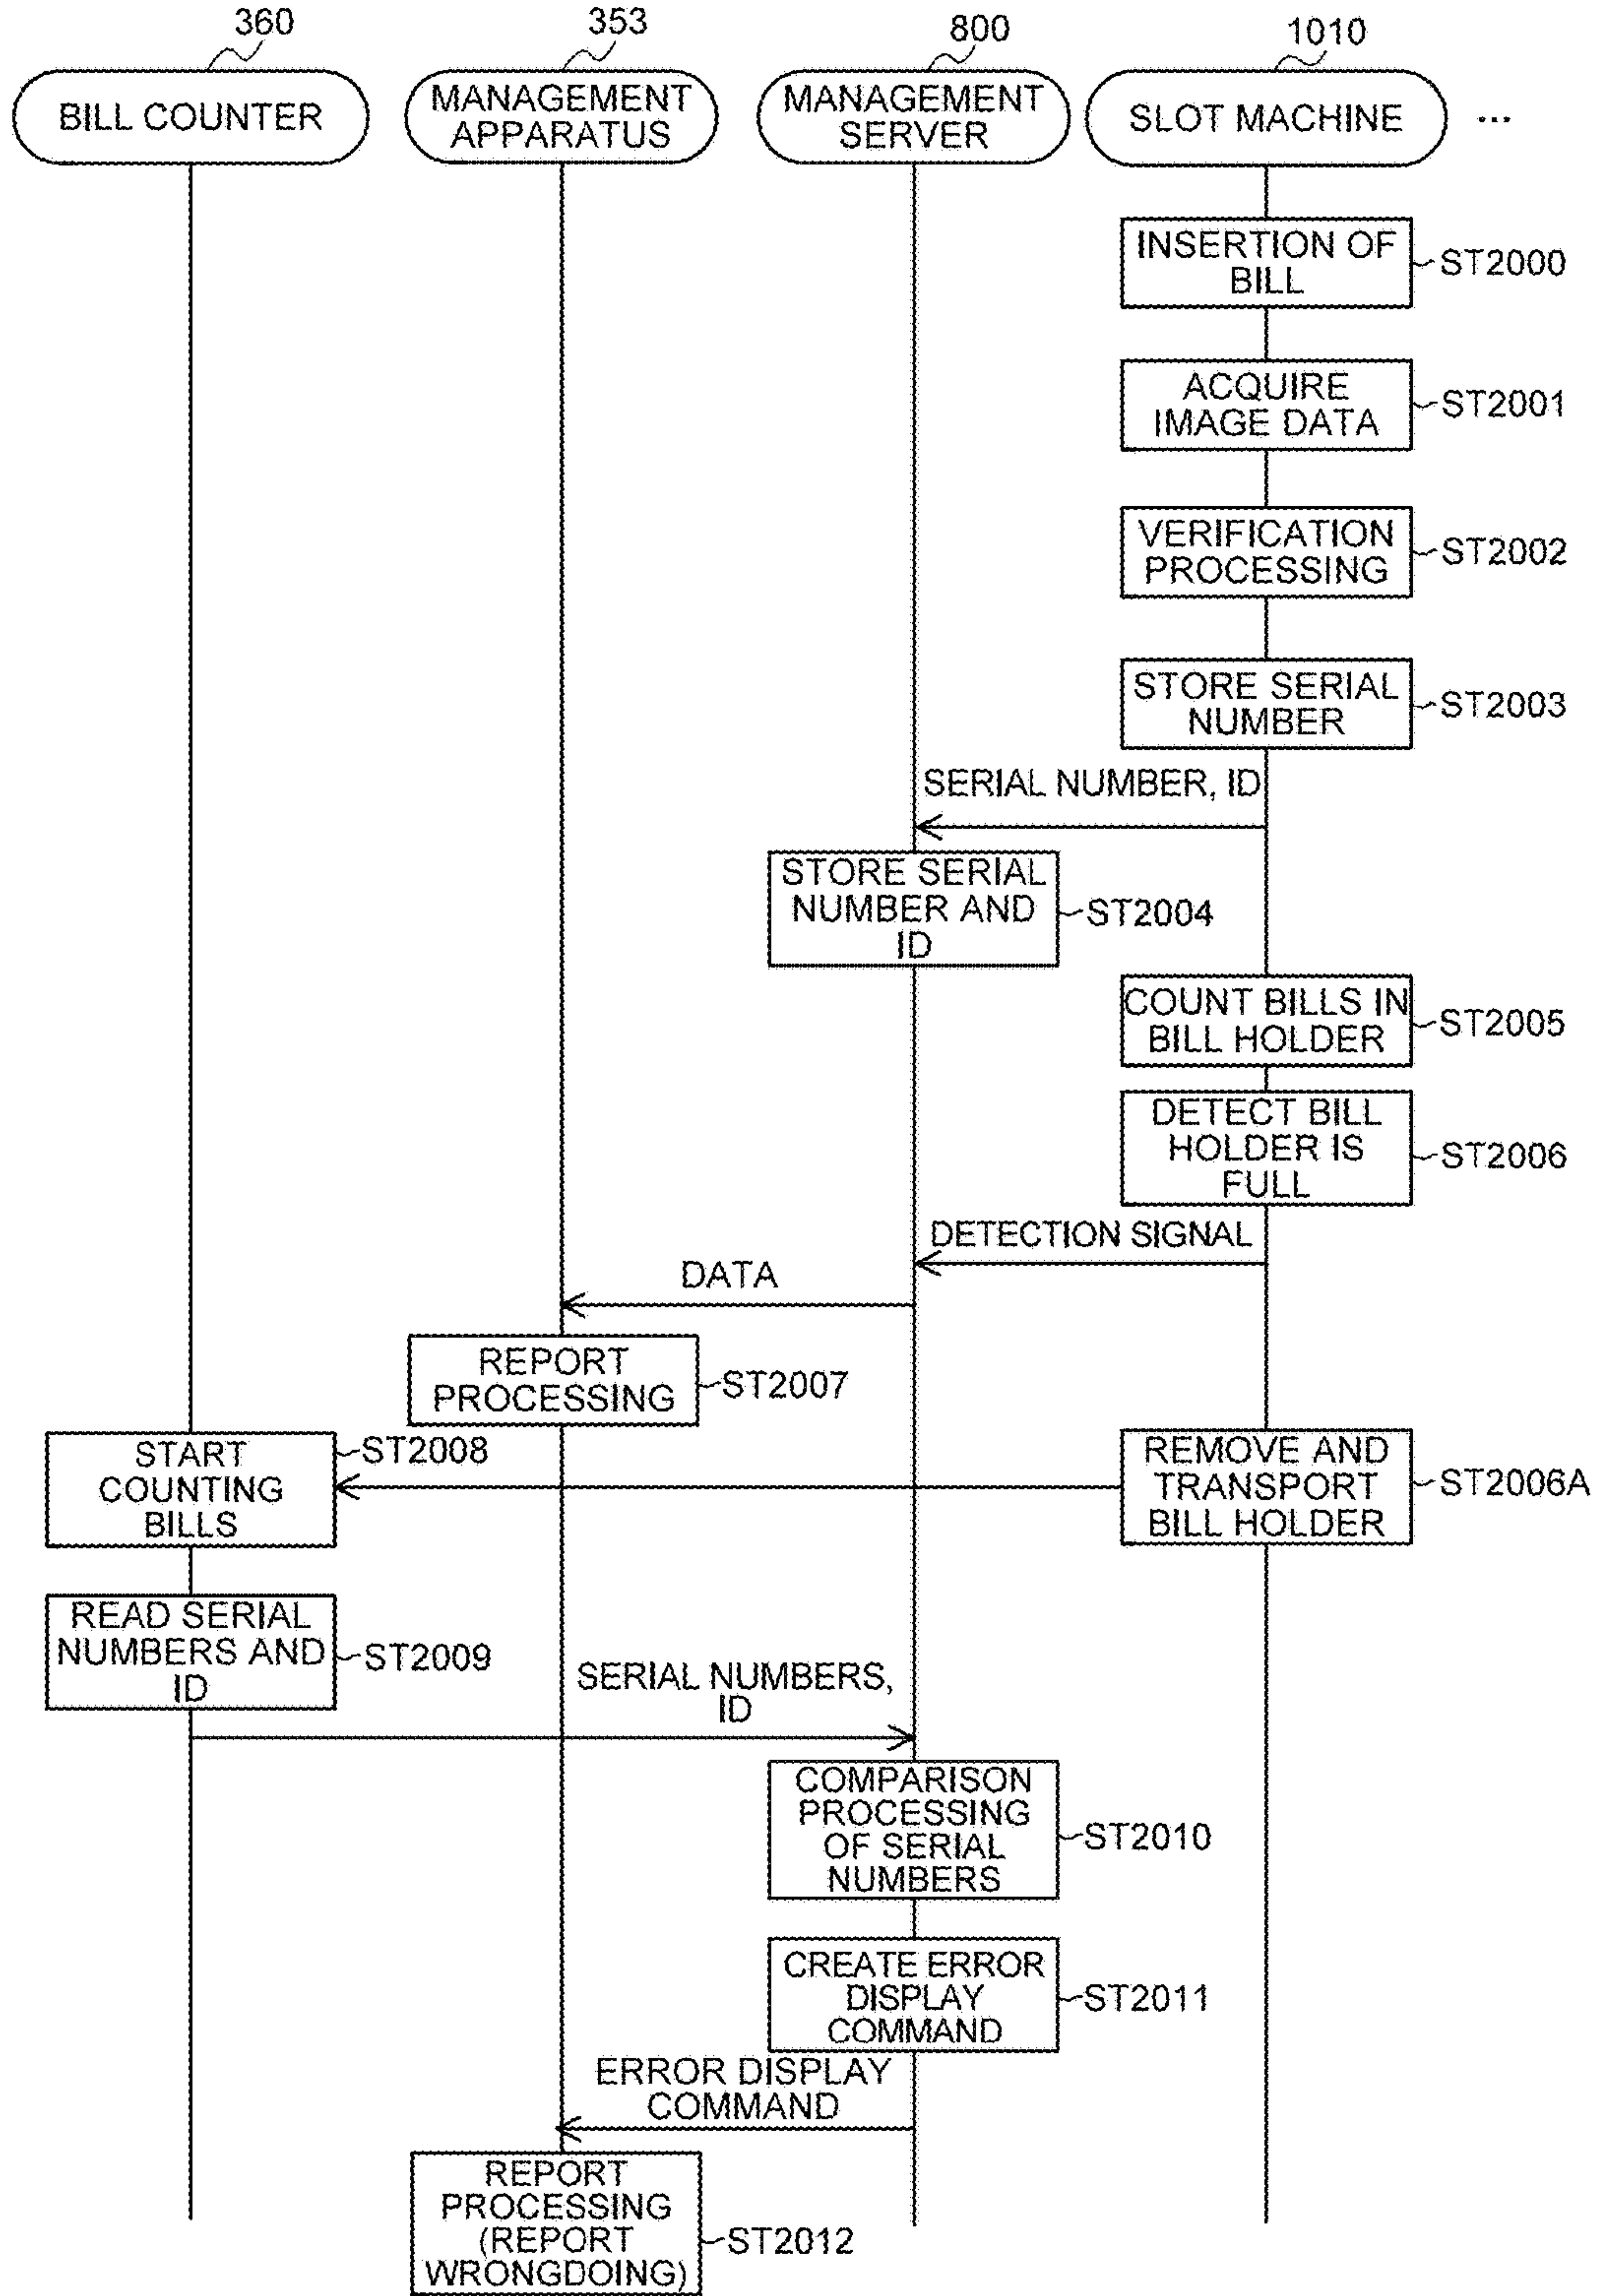 360
353
800
1010
BILL COUNTER
MANAGEMENT
APPARATUS
MANAGEMENT
SERVER
SLOT MACHINE
...
INSERTION OF
BILL
ST2000
ACQUIRE
IMAGE DATA
ST2001
VERIFICATION
PROCESSING
ST2002
STORE SERIAL
NUMBER
ST2003
SERIAL NUMBER, ID
STORE SERIAL
NUMBER AND
ID
ST2004
COUNT BILLS IN
BILL HOLDER
ST2005
DETECT BILL
HOLDER IS
FULL
ST2006
DETECTION SIGNAL
DATA
REPORT
PROCESSING
ST2007
START
COUNTING
BILLS
ST2008
REMOVE AND
TRANSPORT
BILL HOLDER
ST2006A
READ SERIAL
NUMBERS AND
ID
ST2009
SERIAL NUMBERS,
ID
COMPARISON
PROCESSING
OF SERIAL
NUMBERS
ST2010
CREATE ERROR
DISPLAY
COMMAND
ST2011
ERROR DISPLAY
COMMAND
REPORT
PROCESSING
(REPORT
WRONGDOING)
ST2012